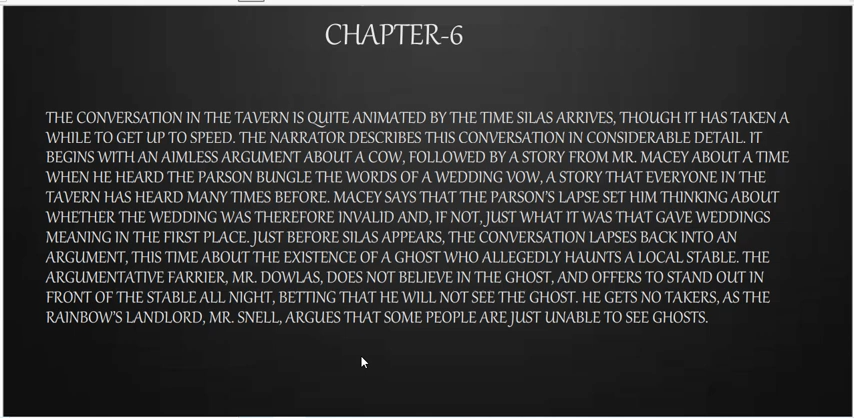 CHAPTER-6
THE CONVERSATION IN THE TAVERN IS QUITE ANIMATED BY THE TIME SILAS ARRIVES, THOUGH IT HAS TAKEN A
WHILE TO GET UP TO SPEED. THE NARRATOR DESCRIBES THIS CONVERSATION IN CONSIDERABLE DETAIL. IT
BEGINS WITH AN AIMLESS ARGUMENT ABOUT A COW, FOLLOWED BY A STORY FROM MR. MACEY ABOUT A TIME
WHEN HE HEARD THE PARSON BUNGLE THE WORDS OF A WEDDING VOW, A STORY THAT EVERYONE IN THE
TAVERN HAS HEARD MANY TIMES BEFORE. MACEY SAYS THAT THE PARSON'S LAPSE SET HIM THINKING ABOUT
WHETHER THE WEDDING WAS THEREFORE INVALID AND, IF NOT, JUST WHAT IT WAS THAT GAVE WEDDINGS
MEANING IN THE FIRST PLACE. JUST BEFORE SILAS APPEARS, THE CONVERSATION LAPSES BACK INTO AN
ARGUMENT, THIS TIME ABOUT THE EXISTENCE OF A GHOST WHO ALLEGEDLY HAUNTS A LOCAL STABLE. THE
ARGUMENTATIVE FARRIER, MR. DOWLAS, DOES NOT BELIEVE IN THE GHOST, AND OFFERS TO STAND OUT IN
FRONT OF THE STABLE ALL NIGHT, BETTING THAT HE WILL NOT SEE THE GHOST. HE GETS NO TAKERS, AS THE
RAINBOW'S LANDLORD, MR. SNELL, ARGUES THAT SOME PEOPLE ARE JUST UNABLE TO SEE GHOSTS.